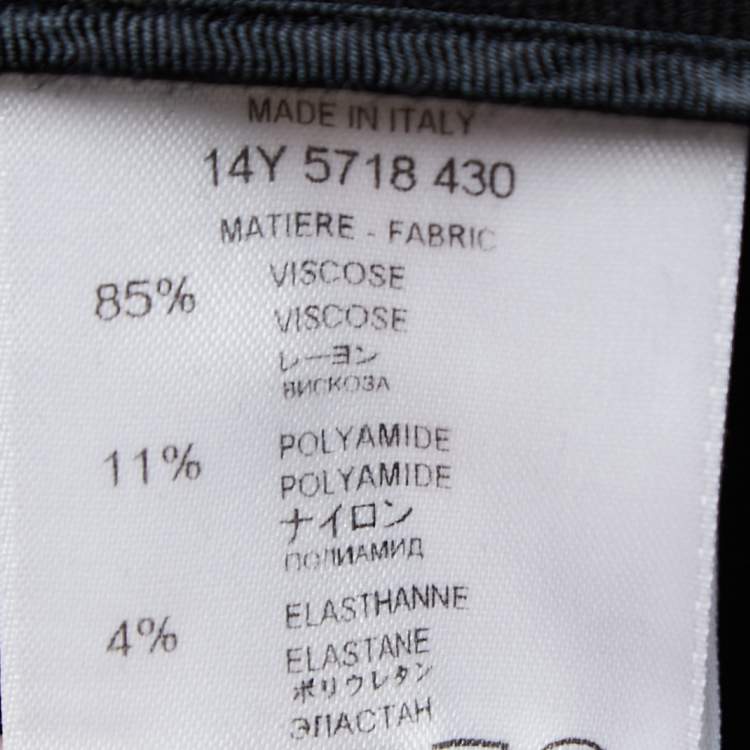 MADE IN ITALY
14Y 5718 430
MATIERE - FABRIC
85% VISCOSE
VISCOSE
レーヨン
ВИСКОЗА
11% POLYAMIDE
POLYAMIDE
ナイロン
ПОЛИАМИД
4% ELASTHANNE
ELASTANE
ポリウレタン
ЭЛАСТАН